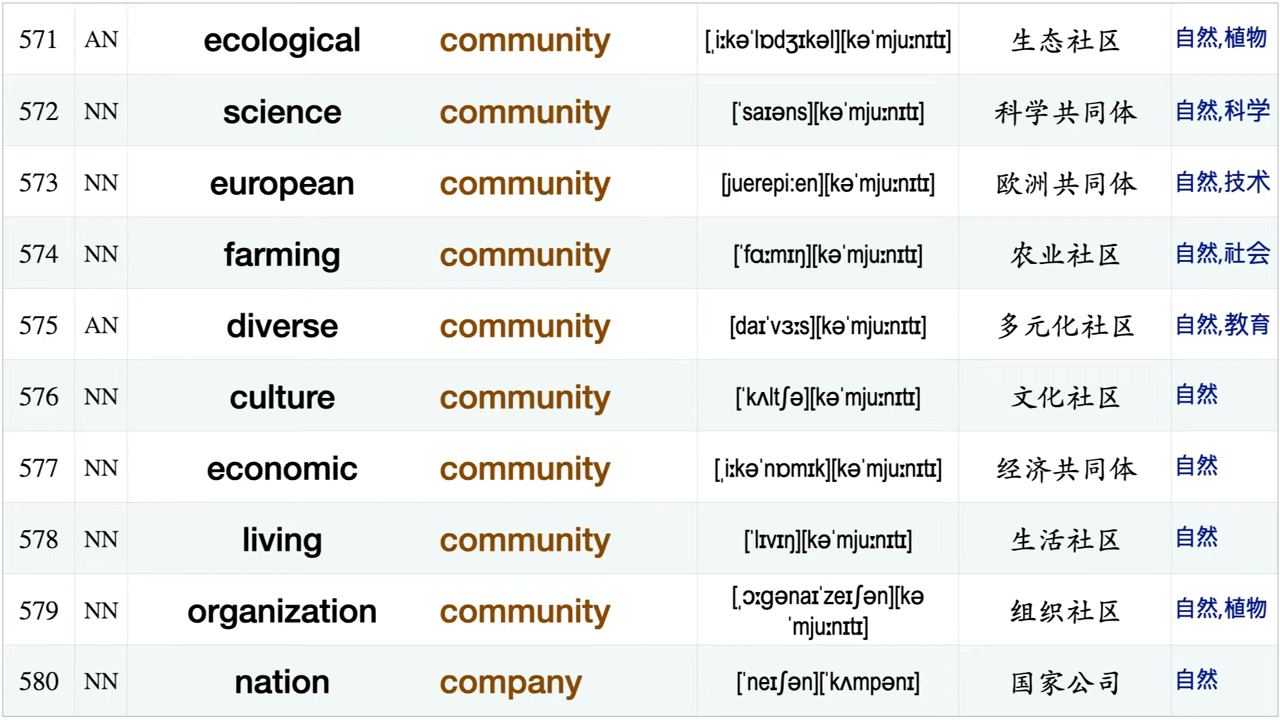 571 AN ecological community [ˌiːkəˈlɒdʒɪkəl][kəˈmjuːnɪtɪ] 生态社区 自然,植物
572 NN science community [ˈsaɪəns][kəˈmjuːnɪtɪ] 科学共同体 自然,科学
573 NN european community [juerepi:en][kəˈmjuːnɪtɪ] 欧洲共同体 自然,技术
574 NN farming community [ˈfɑːmɪŋ][kəˈmjuːnɪtɪ] 农业社区 自然,社会
575 AN diverse community [daɪˈvɜːs][kəˈmjuːnɪtɪ] 多元化社区 自然,教育
576 NN culture community [ˈkʌltʃə][kəˈmjuːnɪtɪ] 文化社区 自然
577 NN economic community [ˌiːkəˈnɒmɪk][kəˈmjuːnɪtɪ] 经济共同体 自然
578 NN living community [ˈlɪvɪŋ][kəˈmjuːnɪtɪ] 生活社区 自然
579 NN organization community [ˌɔːɡənaɪˈzeɪʃən][kə
ˈmjuːnɪtɪ] 组织社区 自然,植物
580 NN nation company [ˈneɪʃən][ˈkʌmpənɪ] 国家公司 自然